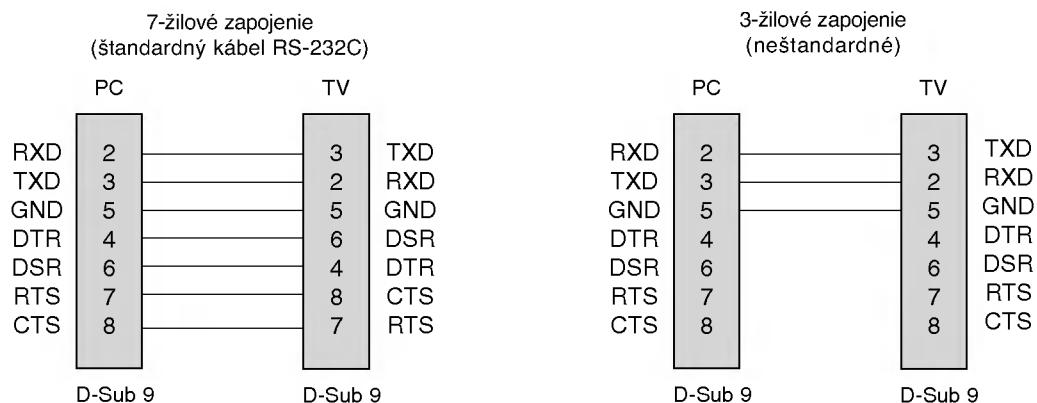 7-žilové zapojenie
(štandardný kábel RS-232C)
PC TV
RXD 2 3 TXD
TXD 3 2 RXD
GND 5 5 GND
DTR 4 6 DSR
DSR 6 4 DTR
RTS 7 8 CTS
CTS 8 7 RTS
D-Sub 9 D-Sub 9
3-žilové zapojenie
(neštandardné)
PC TV
RXD 2 3 TXD
TXD 3 2 RXD
GND 5 5 GND
DTR 4 4 DTR
DSR 6 6 DSR
RTS 7 7 RTS
CTS 8 8 CTS
D-Sub 9 D-Sub 9